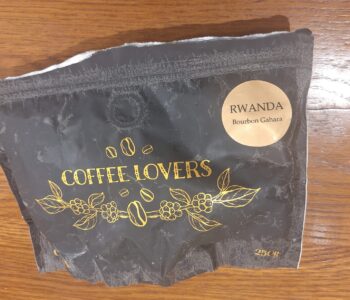 RWANDA
Bourbon Gahara
COFFEE LOVERS
250g